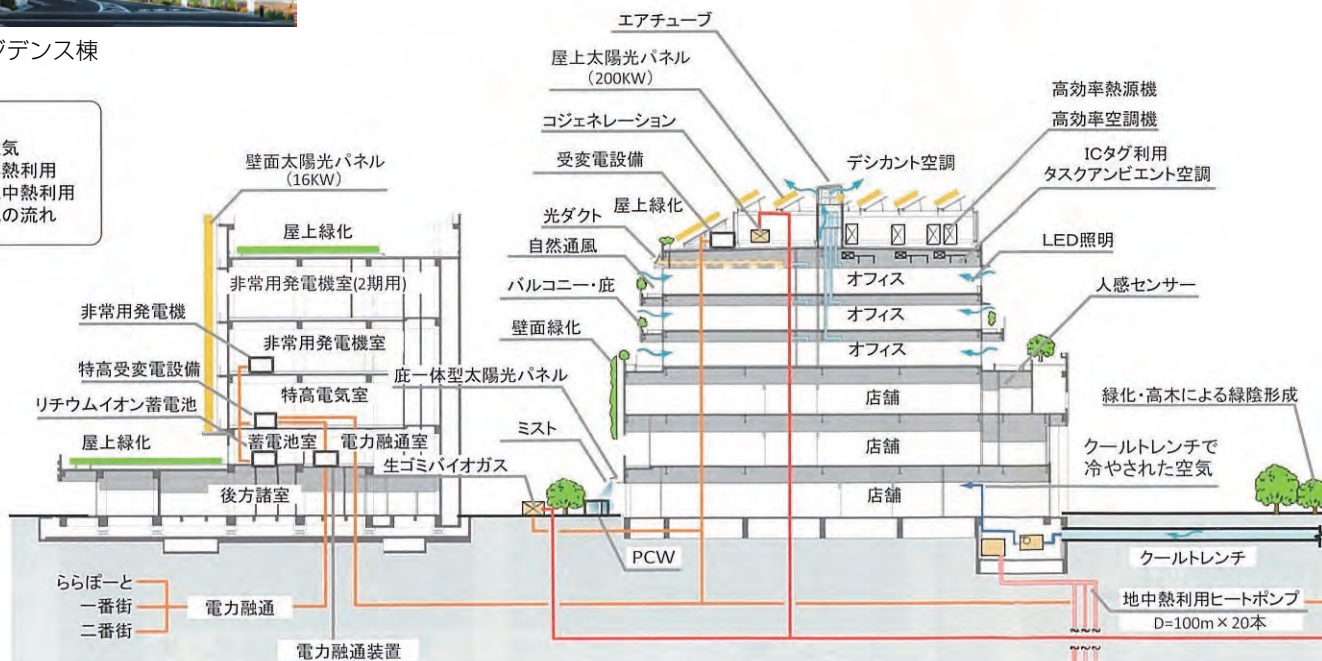 ジデンス棟
気
熱利用
中熱利用
の流れ
壁面太陽光パネル
(16KW)
屋上緑化
非常用発電機室(2期用)
非常用発電機
非常用発電機室
特高受変電設備
特高電気室
リチウムイオン蓄電池
屋上緑化
蓄電池室
電力融通室
生ゴミバイオガス
後方諸室
ららぽーと
一番街
二番街
電力融通
電力融通装置
エアチューブ
屋上太陽光パネル
(200KW)
コジェネレーション
受変電設備
屋上緑化
光ダクト
自然通風
バルコニー・庇
壁面緑化
庇一体型太陽光パネル
ミスト
PCW
デシカント空調
高効率熱源機
高効率空調機
ICタグ利用
タスクアンビエント空調
LED照明
人感センサー
オフィス
オフィス
オフィス
店舗
店舗
店舗
緑化・高木による緑陰形成
クールトレンチで
冷やされた空気
クールトレンチ
地中熱利用ヒートポンプ
D=100m×20本